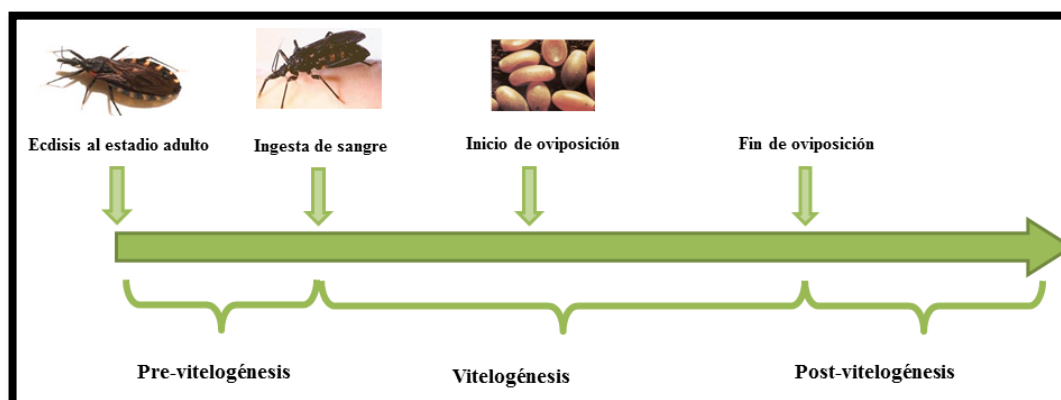 Ecdisis al estadio adulto
Ingesta de sangre
Inicio de oviposición
Fin de oviposición
Pre-vitelogénesis
Vitelogénesis
Post-vitelogénesis